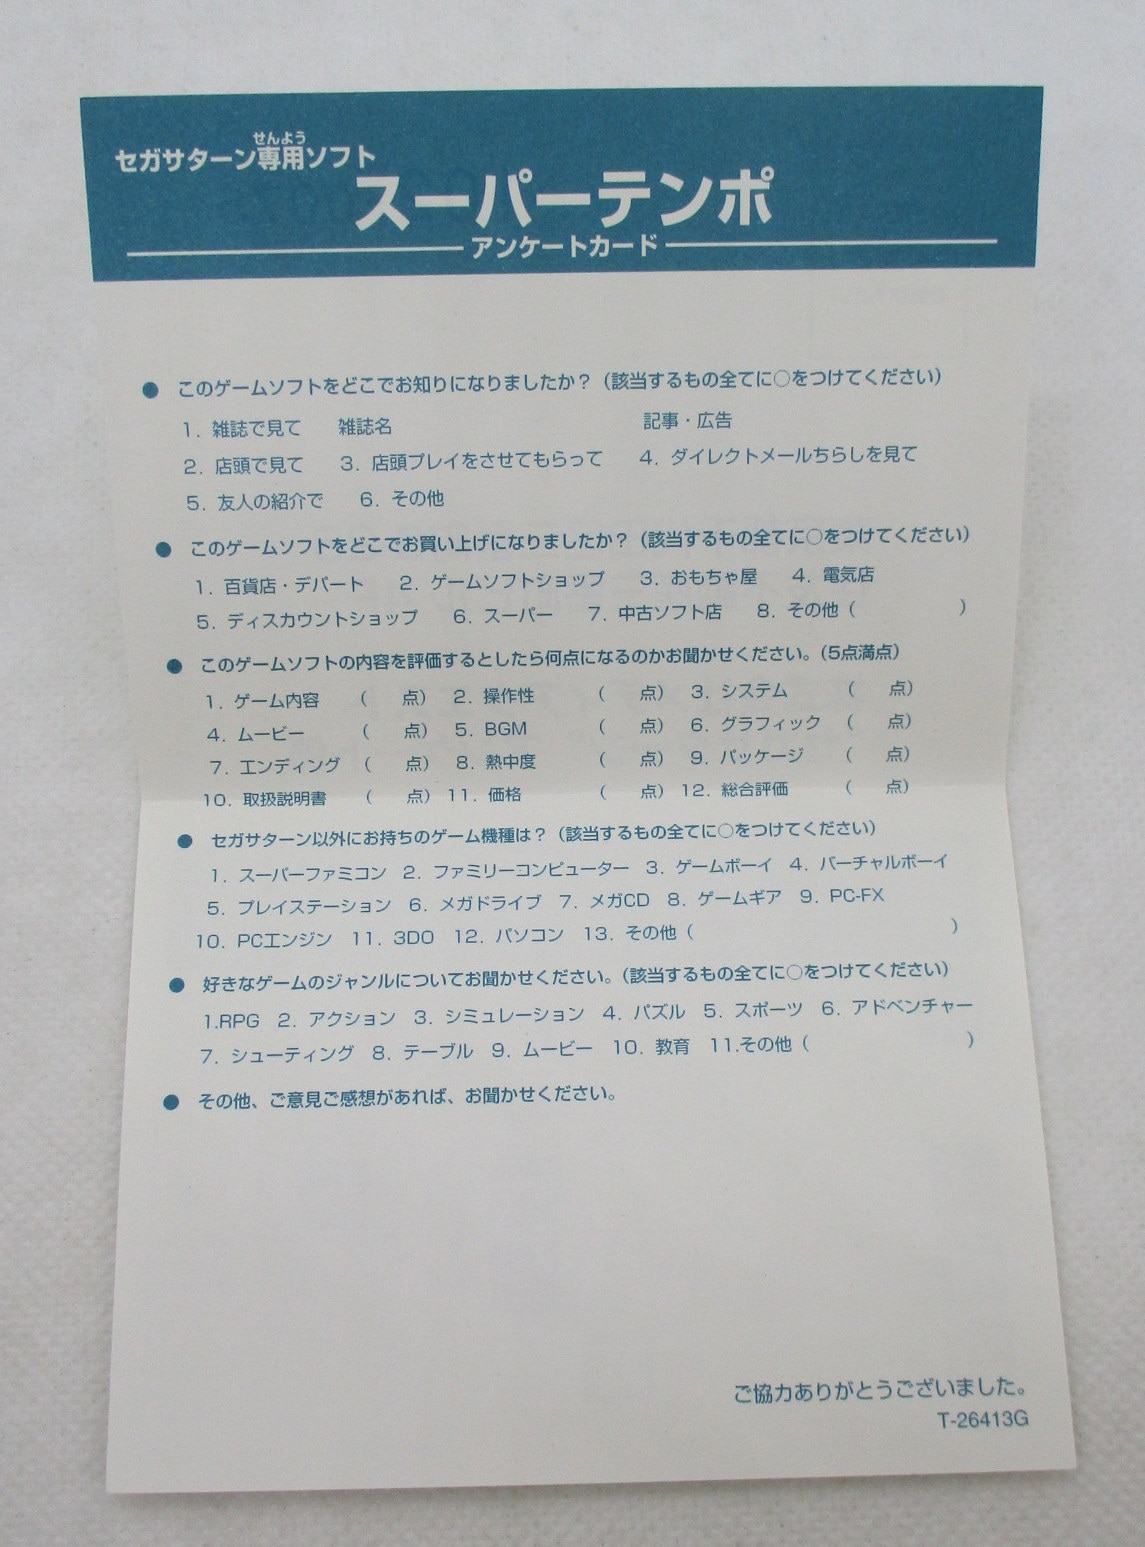 せんよう
セガサターン専用ソフト
スーパーテンポ
アンケートカード
● このゲームソフトをどこでお知りになりましたか？（該当するもの全てに○をつけてください）
1. 雑誌で見て 雑誌名 記事・広告
2. 店頭で見て 3. 店頭プレイをさせてもらって 4. ダイレクトメールちらしを見て
5. 友人の紹介で 6. その他
● このゲームソフトをどこでお買い上げになりましたか？（該当するもの全てに○をつけてください）
1. 百貨店・デパート 2. ゲームソフトショップ 3. おもちゃ屋 4. 電気店
5. ディスカウントショップ 6. スーパー 7. 中古ソフト店 8. その他（ ）
● このゲームソフトの内容を評価するとしたら何点になるのかお聞かせください。（5点満点）
1. ゲーム内容 （ 点） 2. 操作性 （ 点） 3. システム （ 点）
4. ムービー （ 点） 5. BGM （ 点） 6. グラフィック （ 点）
7. エンディング （ 点） 8. 熱中度 （ 点） 9. パッケージ （ 点）
10. 取扱説明書 （ 点） 11. 価格 （ 点） 12. 総合評価 （ 点）
● セガサターン以外にお持ちのゲーム機種は？（該当するもの全てに○をつけてください）
1. スーパーファミコン 2. ファミリーコンピューター 3. ゲームボーイ 4. バーチャルボーイ
5. プレイステーション 6. メガドライブ 7. メガCD 8. ゲームギア 9. PC-FX
10. PCエンジン 11. 3DO 12. パソコン 13. その他（ ）
● 好きなゲームのジャンルについてお聞かせください。（該当するもの全てに○をつけてください）
1.RPG 2. アクション 3. シミュレーション 4. パズル 5. スポーツ 6. アドベンチャー
7. シューティング 8. テーブル 9. ムービー 10. 教育 11.その他（ ）
● その他、ご意見ご感想があれば、お聞かせください。
ご協力ありがとうございました。
T-26413G